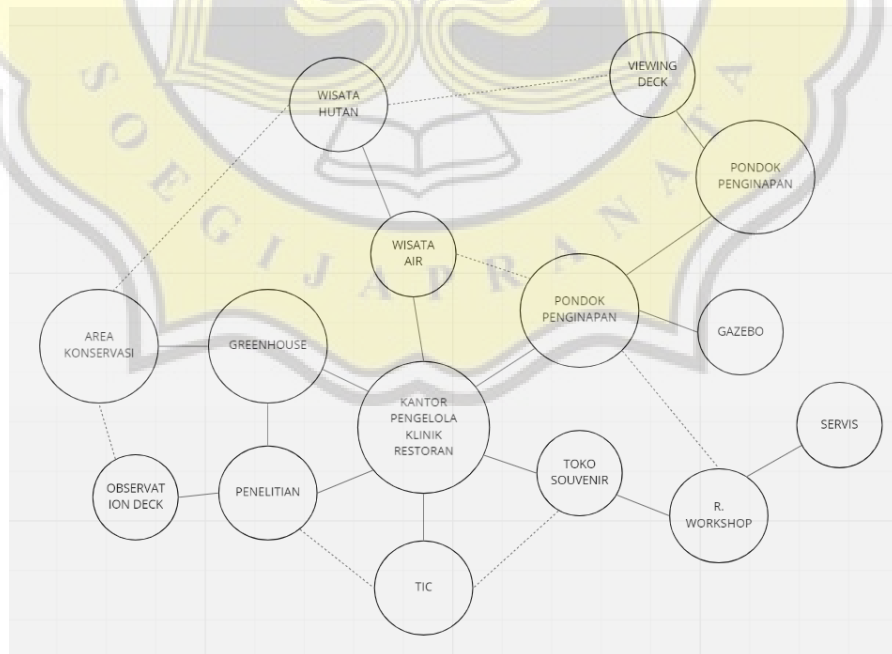 VIEWING
DECK
WISATA
HUTAN
PONDOK
PENGINAPAN
WISATA
AIR
PONDOK
PENGINAPAN
GAZEBO
AREA
KONSERVASI
GREENHOUSE
KANTOR
PENGELOLA
KLINIK
RESTORAN
SERVIS
TOKO
SOUVENIR
OBSERVAT
ION DECK
PENELITIAN
R.
WORKSHOP
TIC
SOEGIJAPRANATA